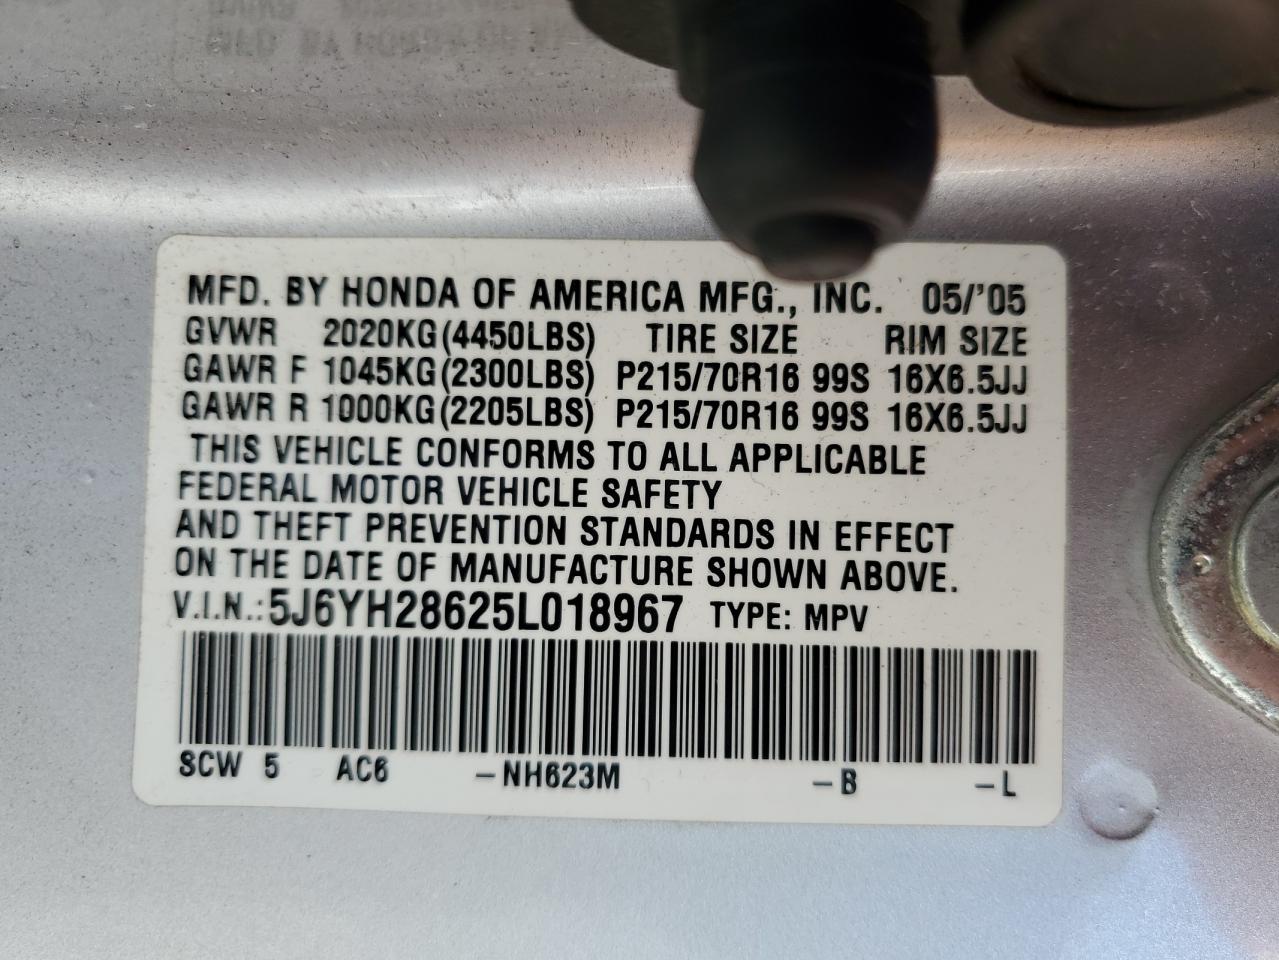 MFD. BY HONDA OF AMERICA MFG., INC. 05/'05
GVWR 2020KG(4450LBS) TIRE SIZE RIM SIZE
GAWR F 1045KG(2300LBS) P215/70R16 99S 16X6.5JJ
GAWR R 1000KG(2205LBS) P215/70R16 99S 16X6.5JJ
THIS VEHICLE CONFORMS TO ALL APPLICABLE
FEDERAL MOTOR VEHICLE SAFETY
AND THEFT PREVENTION STANDARDS IN EFFECT
ON THE DATE OF MANUFACTURE SHOWN ABOVE.
V.I.N.: 5J6YH28625L018967 TYPE: MPV
SCW 5 AC6 -NH623M -B -L